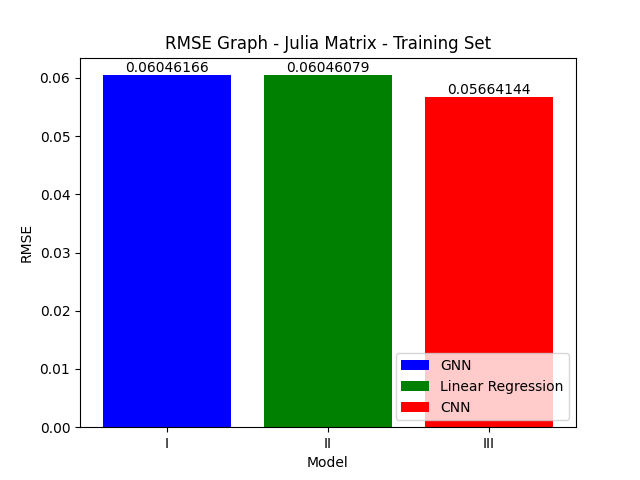 RMSE Graph - Julia Matrix - Training Set
0.06046166
0.06046079
0.05664144
0.06
0.05
0.04
0.03
0.02
0.01
0.00
RMSE
GNN
Linear Regression
CNN
I
II
III
Model